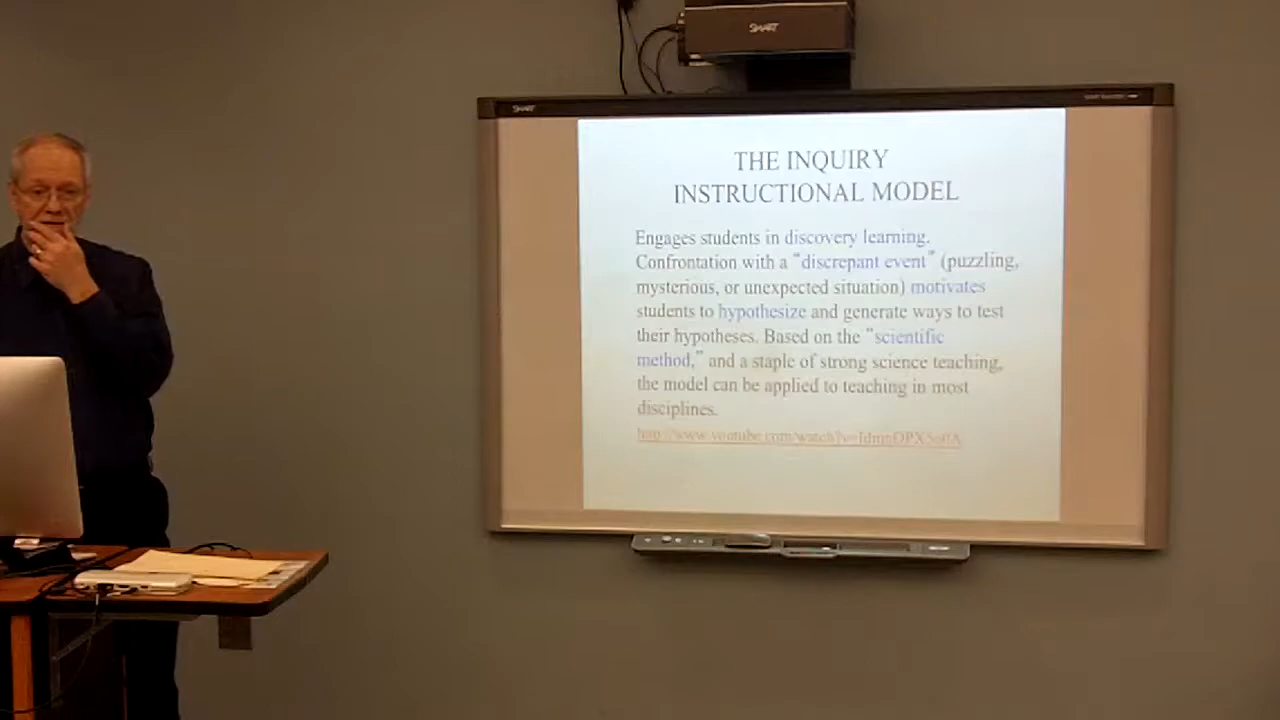 SMART
SMART
THE INQUIRY
INSTRUCTIONAL MODEL
Engages students in discovery learning.
Confrontation with a "discrepant event" (puzzling,
mysterious, or unexpected situation) motivates
students to hypothesize and generate ways to test
their hypotheses. Based on the "scientific
method," and a staple of strong science teaching,
the model can be applied to teaching in most
disciplines.